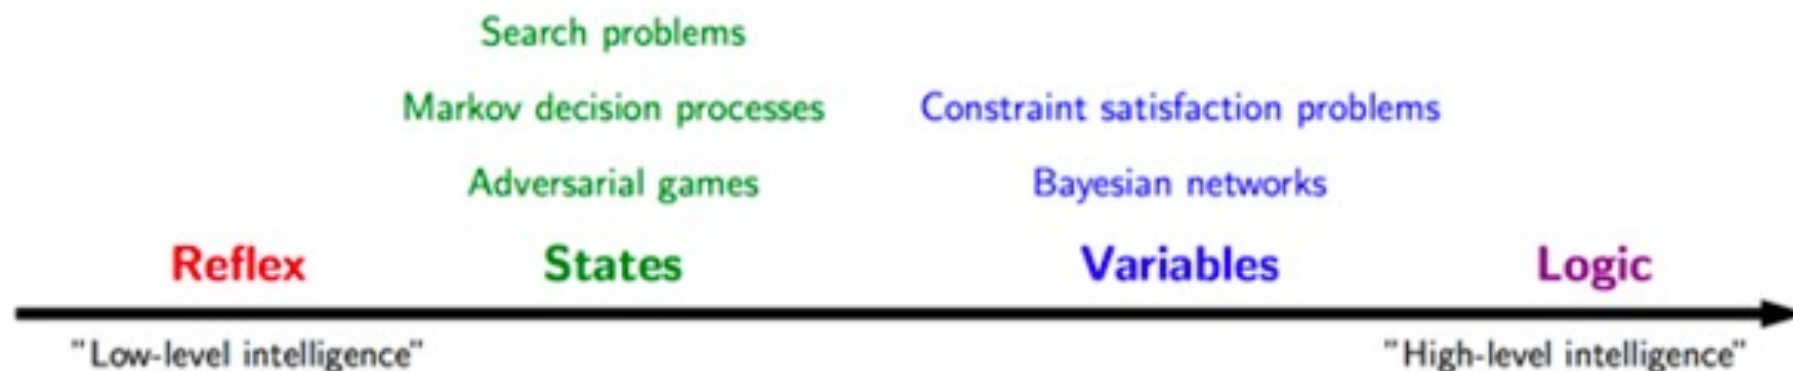 Search problems
Markov decision processes
Constraint satisfaction problems
Adversarial games
Bayesian networks
Reflex
States
Variables
Logic
"Low-level intelligence"
"High-level intelligence"